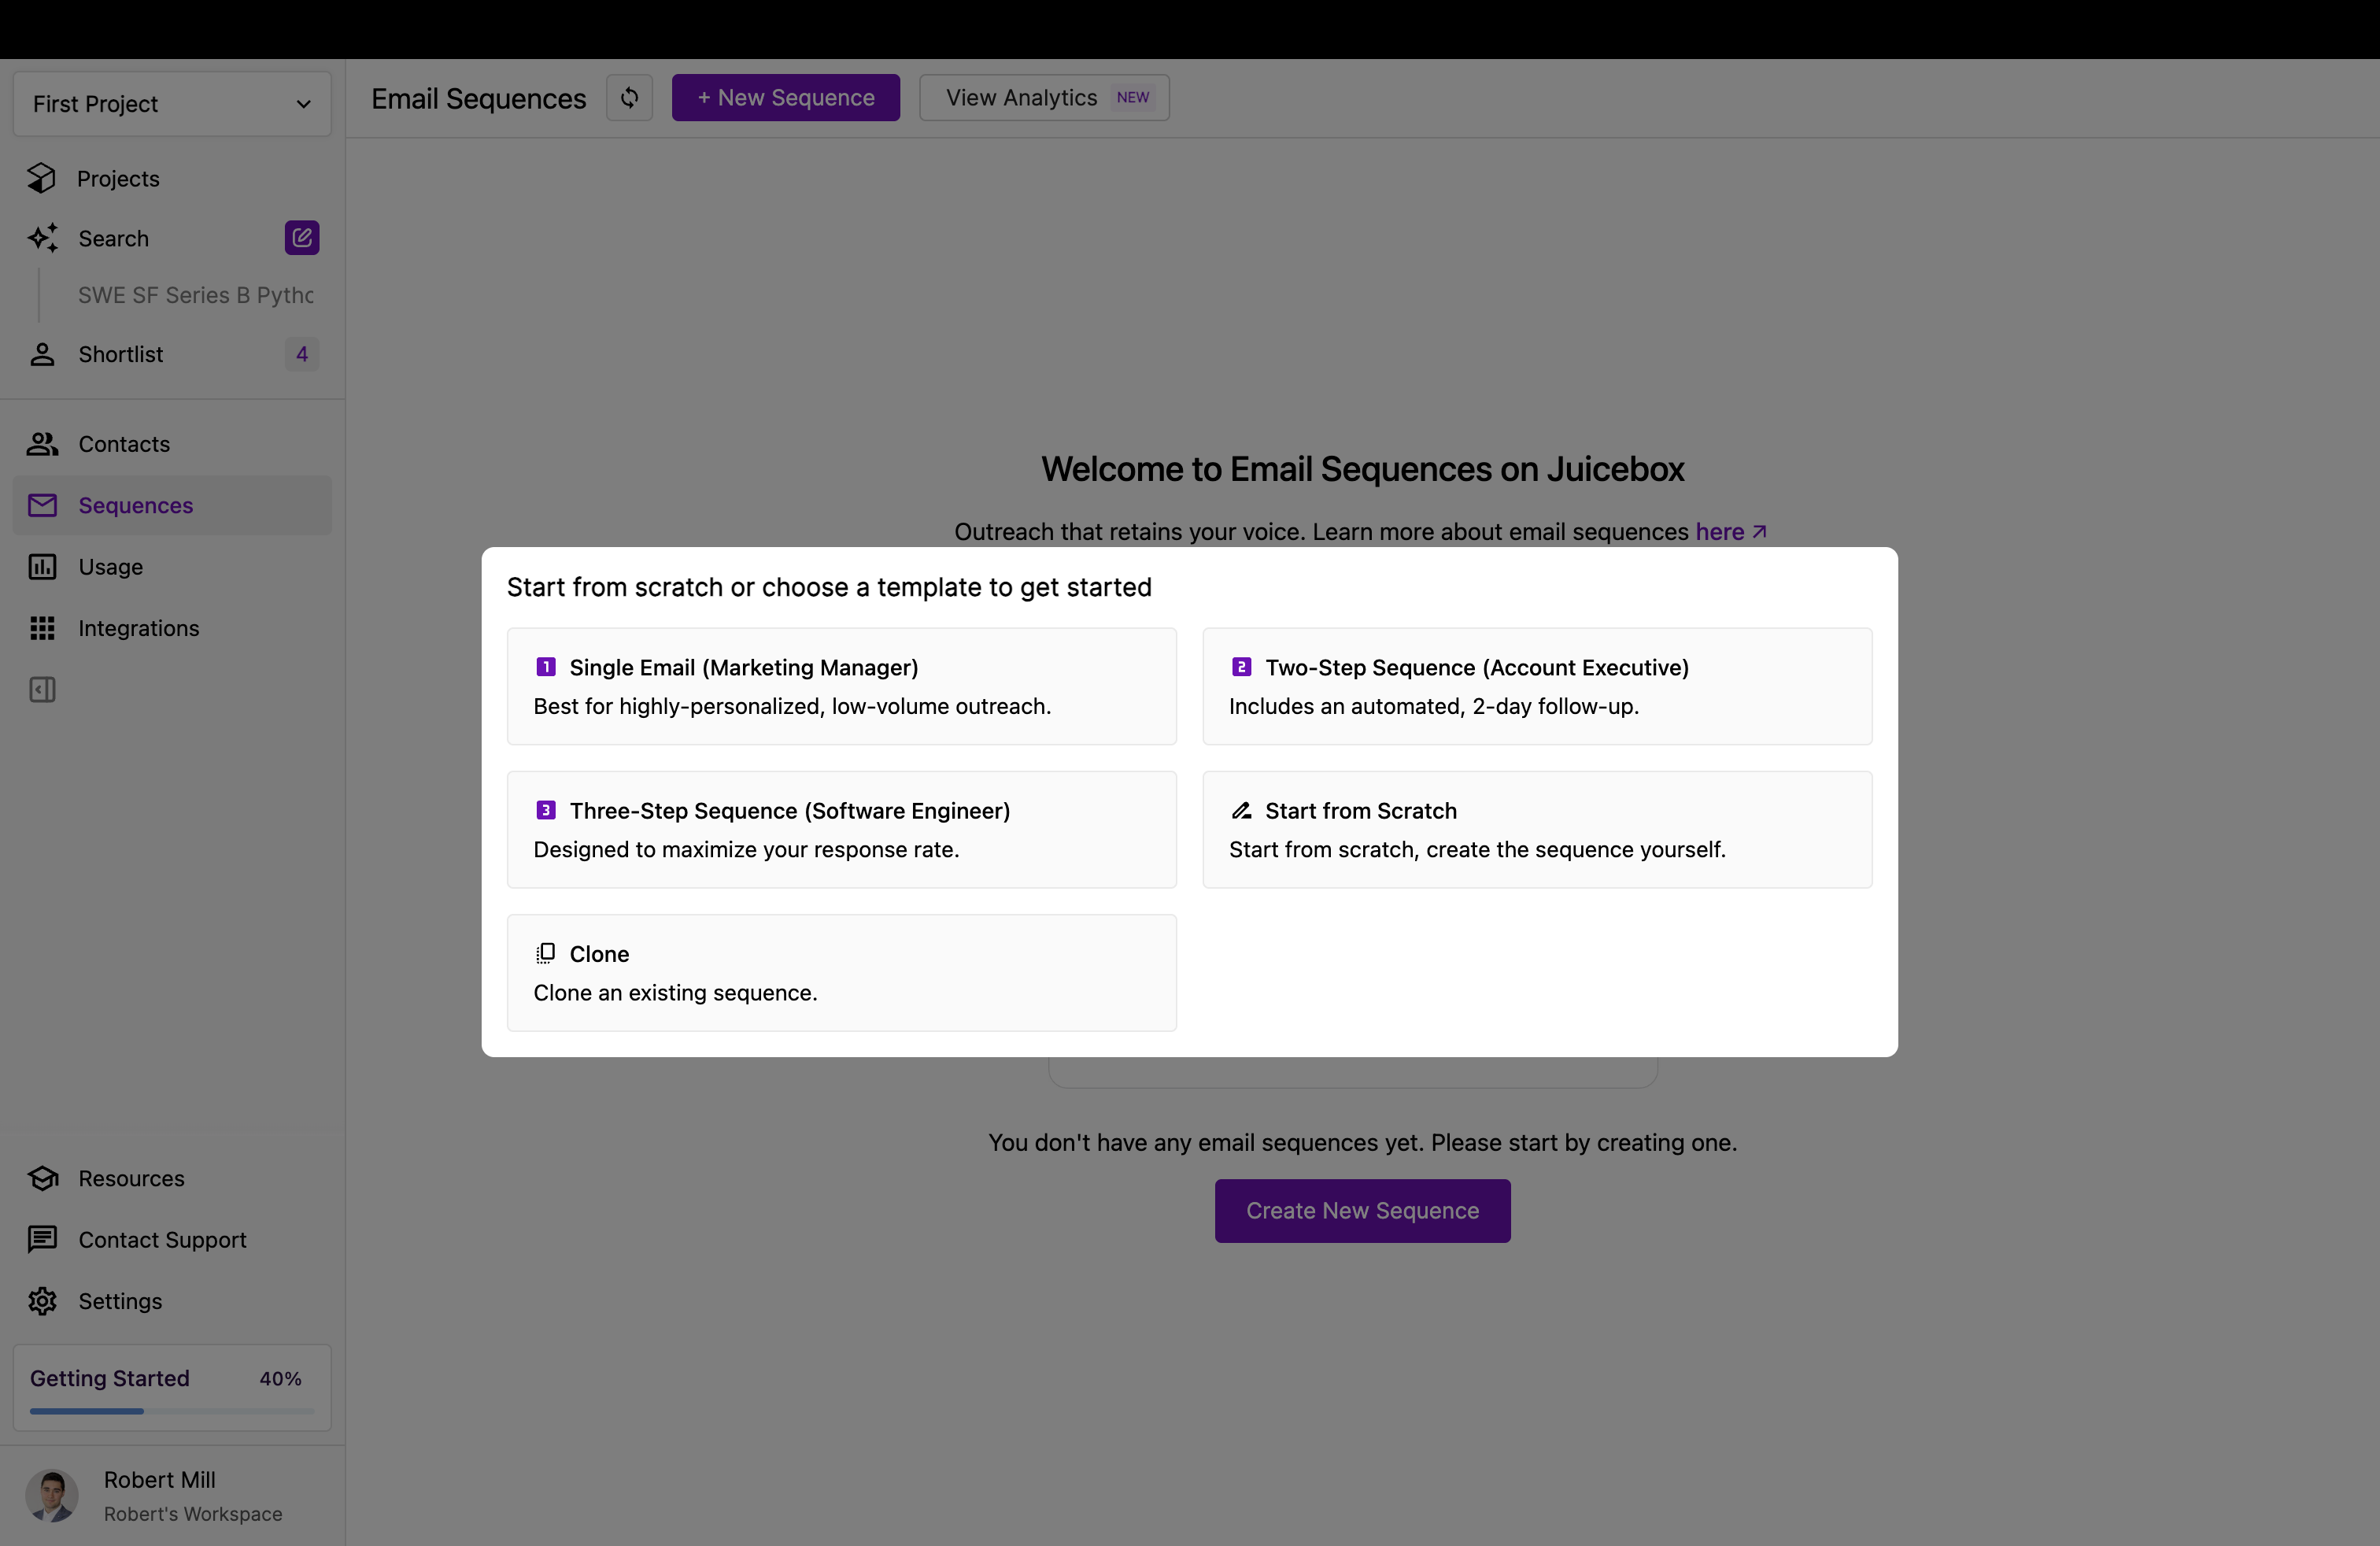 First Project
Projects
Search
SWE SF Series B Pytho
Shortlist
4
Contacts
Sequences
Usage
Integrations
Resources
Contact Support
Settings
Getting Started 40%
Robert Mill
Robert's Workspace
Email Sequences
+ New Sequence
View Analytics NEW
Welcome to Email Sequences on Juicebox
Outreach that retains your voice. Learn more about email sequences here
Start from scratch or choose a template to get started
1 Single Email (Marketing Manager)
Best for highly-personalized, low-volume outreach.
2 Two-Step Sequence (Account Executive)
Includes an automated, 2-day follow-up.
3 Three-Step Sequence (Software Engineer)
Designed to maximize your response rate.
Start from Scratch
Start from scratch, create the sequence yourself.
Clone
Clone an existing sequence.
You don't have any email sequences yet. Please start by creating one.
Create New Sequence